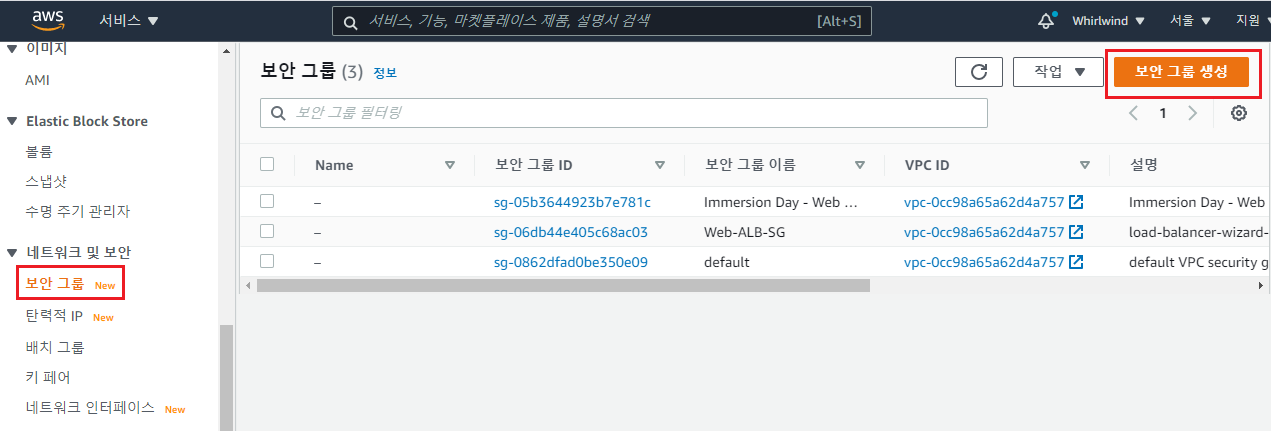 aws 서비스 서비스, 기능, 마켓플레이스 제품, 설명서 검색 [Alt+S] Whirlwind 서울 지원
이미지
AMI
Elastic Block Store
볼륨
스냅샷
수명 주기 관리자
네트워크 및 보안
보안 그룹 New
탄력적 IP New
배치 그룹
키 페어
네트워크 인터페이스 New
보안 그룹 (3) 정보 작업 보안 그룹 생성
보안 그룹 필터링 1
Name 보안 그룹 ID 보안 그룹 이름 VPC ID 설명
– sg-05b3644923b7e781c Immersion Day - Web ... vpc-0cc98a65a62d4a757 Immersion Day - Web
– sg-06db44e405c68ac03 Web-ALB-SG vpc-0cc98a65a62d4a757 load-balancer-wizard-
– sg-0862dfad0be350e09 default vpc-0cc98a65a62d4a757 default VPC security g